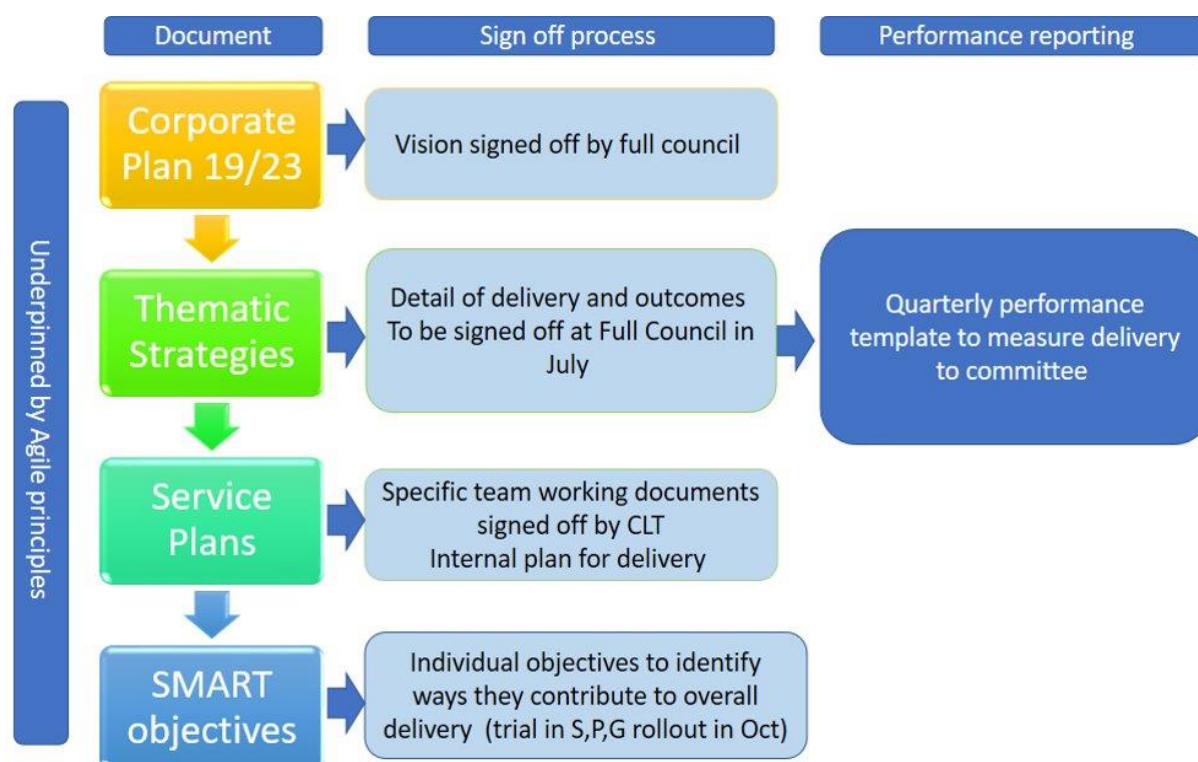 Document
Sign off process
Performance reporting
Underpinned by Agile principles
Corporate
Plan 19/23
Vision signed off by full council
Thematic
Strategies
Detail of delivery and outcomes
To be signed off at Full Council in
July
Quarterly performance
template to measure delivery
to committee
Service
Plans
Specific team working documents
signed off by CLT
Internal plan for delivery
SMART
objectives
Individual objectives to identify
ways they contribute to overall
delivery (trial in S,P,G rollout in Oct)